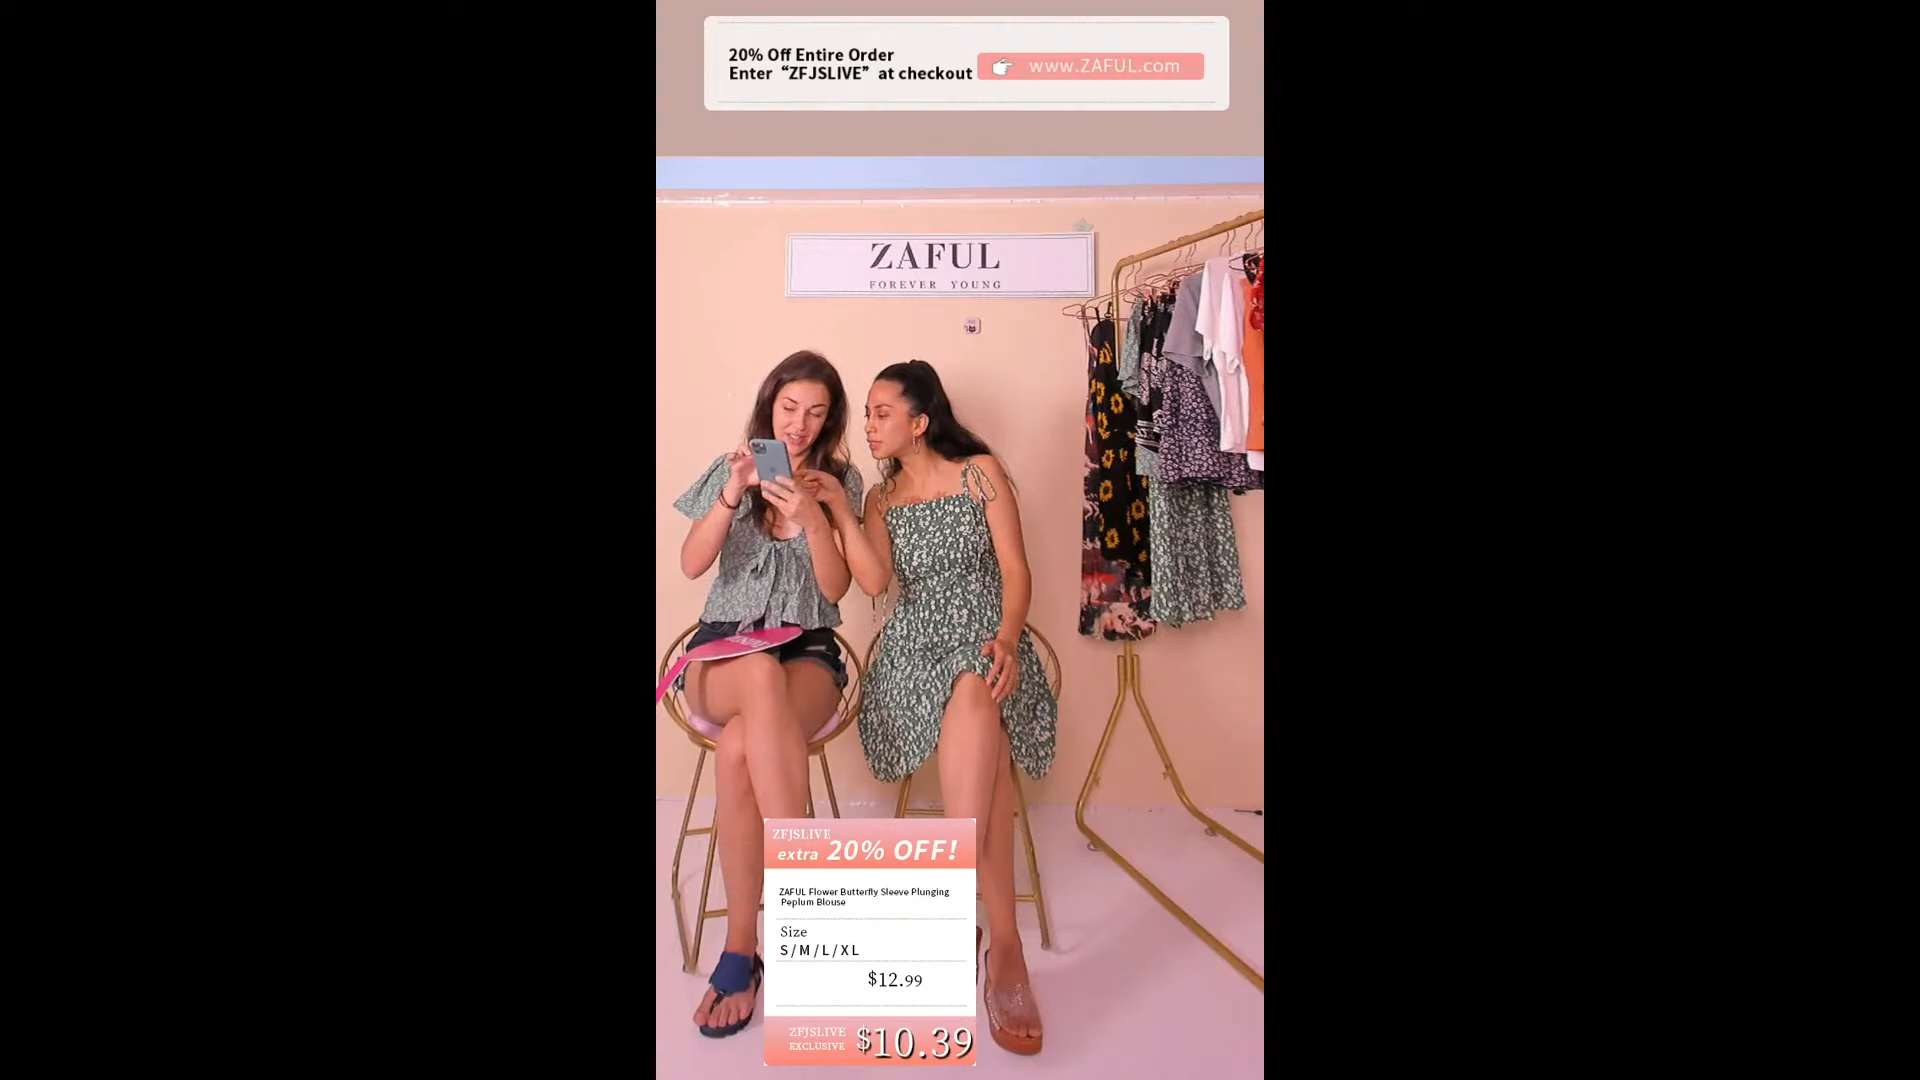 20% Off Entire Order
Enter “ZFJSLIVE” at checkout
www.ZAFUL.com
ZAFUL
FOREVER YOUNG
ZFJSLIVE
extra 20% OFF!
ZAFUL Flower Butterfly Sleeve Plunging
Peplum Blouse
Size
S/M/L/XL
$12.99
ZFJSLIVE
EXCLUSIVE
$10.39